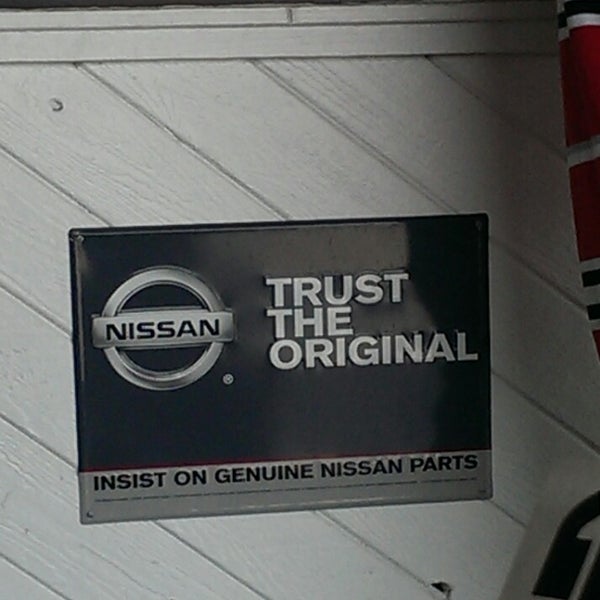 NISSAN
®
TRUST
THE
ORIGINAL
INSIST ON GENUINE NISSAN PARTS